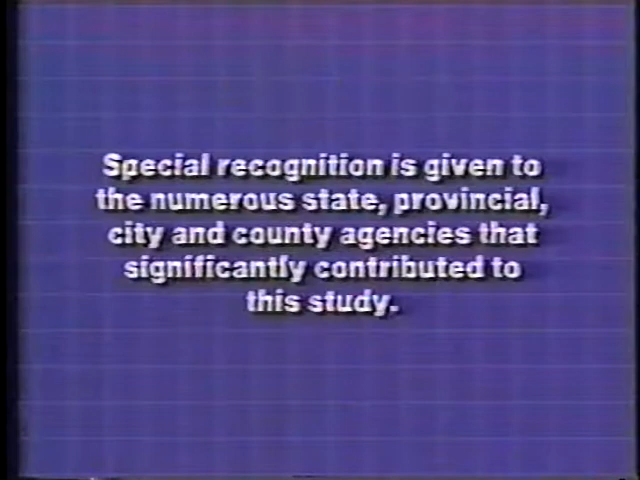 Special recognition is given to
the numerous state, provincial,
city and county agencies that
significantly contributed to
this study.